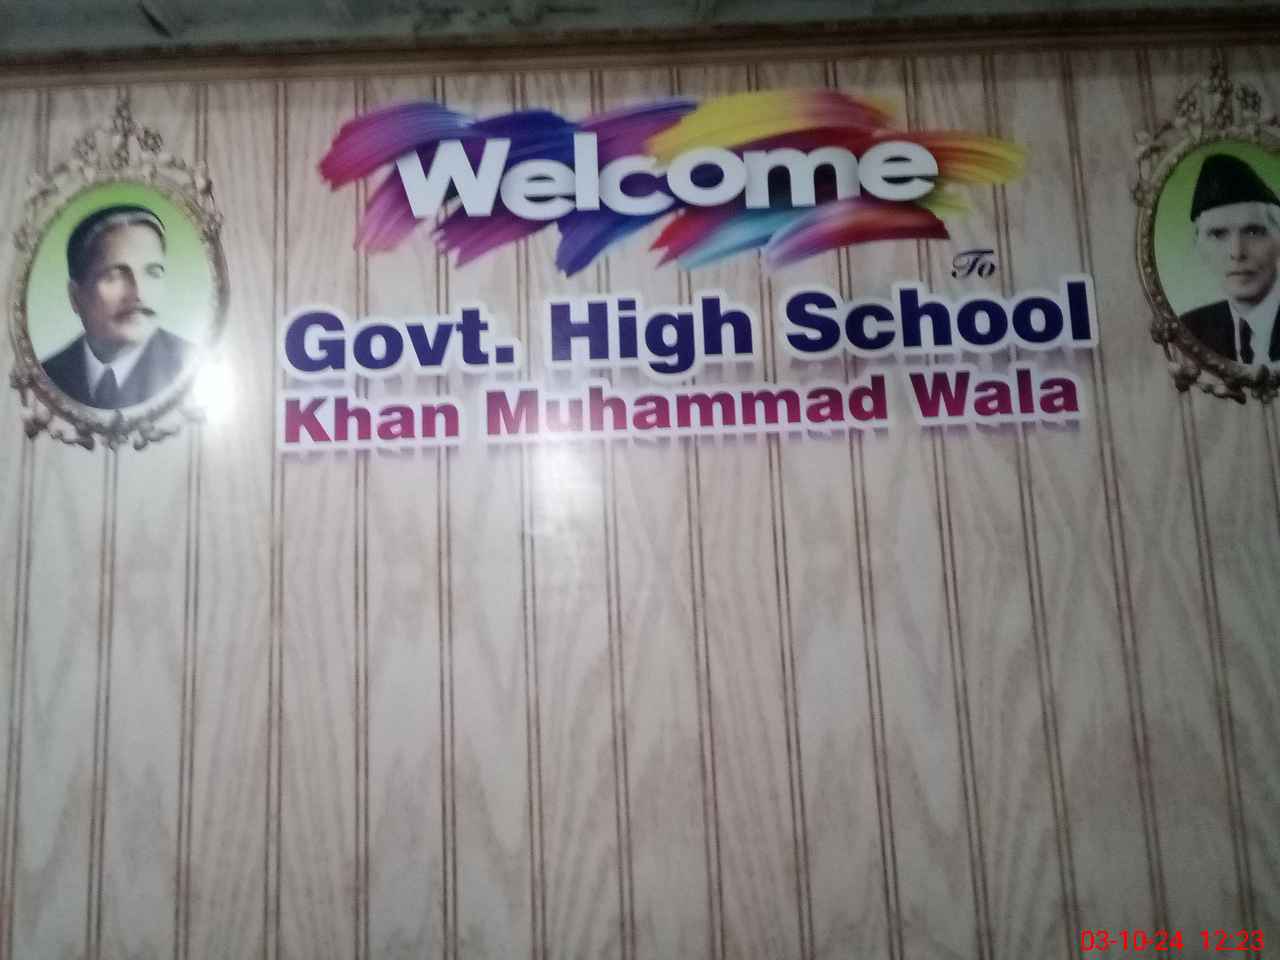 Welcome
To
Govt. High School
Khan Muhammad Wala
03-10-24 12:23